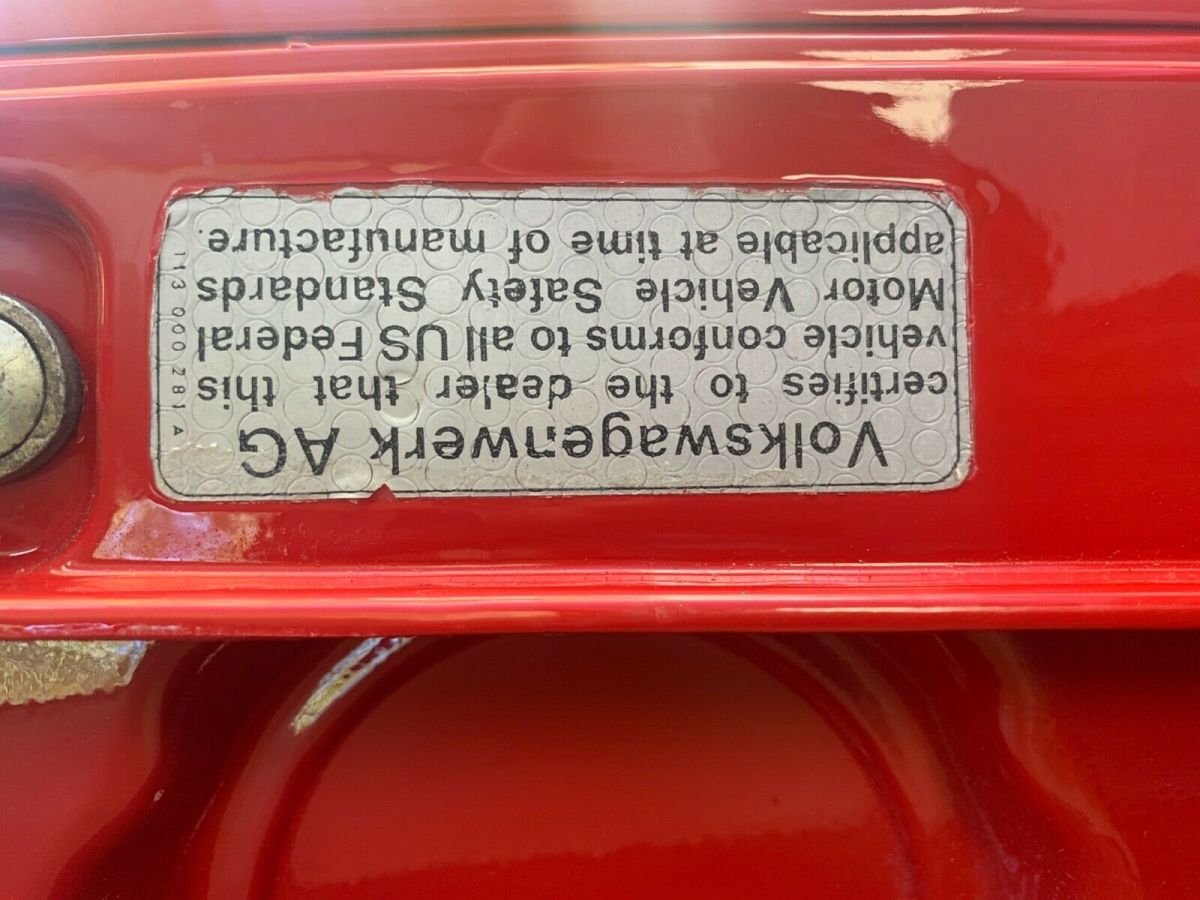 Volkswagenwerk AG
certifies to the dealer that this
vehicle conforms to all US Federal
Motor Vehicle Safety Standards
applicable at time of manufacture.
113 000 281 A